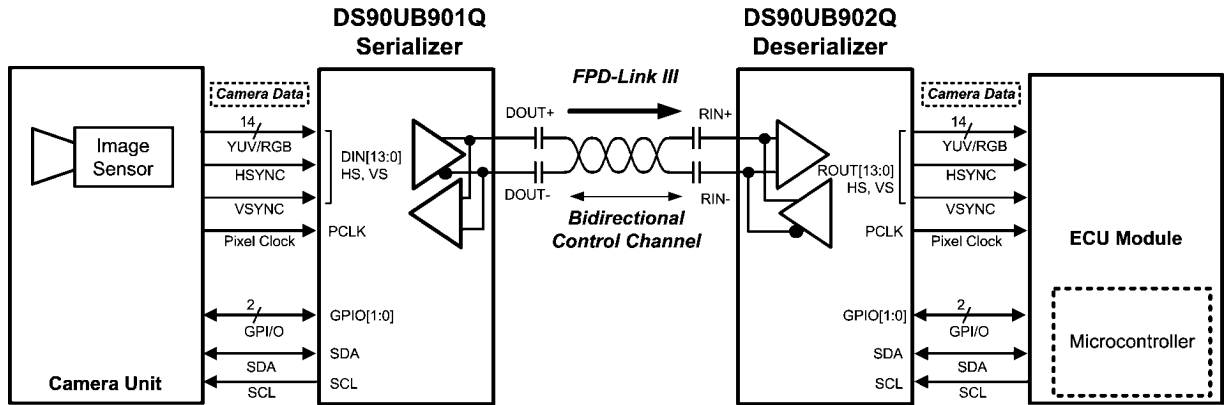 DS90UB901Q
Serializer
DS90UB902Q
Deserializer
Camera Data
FPD-Link III
Camera Data
Image
Sensor
14
YUV/RGB
HSYNC
VSYNC
Pixel Clock
2
GPI/O
SDA
SCL
Camera Unit
DIN[13:0]
HS, VS
PCLK
GPIO[1:0]
SDA
SCL
DOUT+
DOUT-
RIN+
RIN-
Bidirectional
Control Channel
ROUT[13:0]
HS, VS
PCLK
GPIO[1:0]
SDA
SCL
14
YUV/RGB
HSYNC
VSYNC
Pixel Clock
2
GPI/O
SDA
SCL
ECU Module
Microcontroller